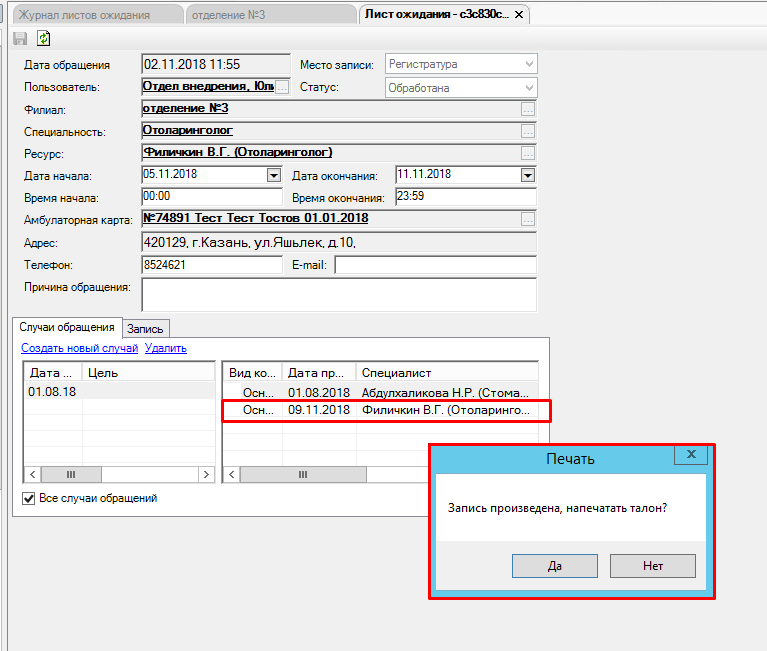 Журнал листов ожидания
отделение №3
Лист ожидания - c3c830c...
Дата обращения
02.11.2018 11:55
Место записи:
Регистратура
Пользователь:
Отдел внедрения, Юли
Статус:
Обработана
Филиал:
отделение №3
Специальность:
Отоларинголог
Ресурс:
Филичкин В.Г. (Отоларинголог)
Дата начала:
05.11.2018
Дата окончания:
11.11.2018
Время начала:
00:00
Время окончания:
23:59
Амбулаторная карта:
№74891 Тест Тест Тостов 01.01.2018
Адрес:
420129, г.Казань, ул.Яшьлек, д.10,
Телефон:
8524621
E-mail:
Причина обращения:
Случаи обращения
Запись
Создать новый случай
Удалить
Дата ...
Цель
01.08.18
Вид ко...
Дата пр...
Специалист
Осн...
01.08.2018
Абдулхаликова Н.Р. (Стома...
Осн...
09.11.2018
Филичкин В.Г. (Отоларинго...
Все случаи обращений
Печать
Запись произведена, напечатать талон?
Да
Нет